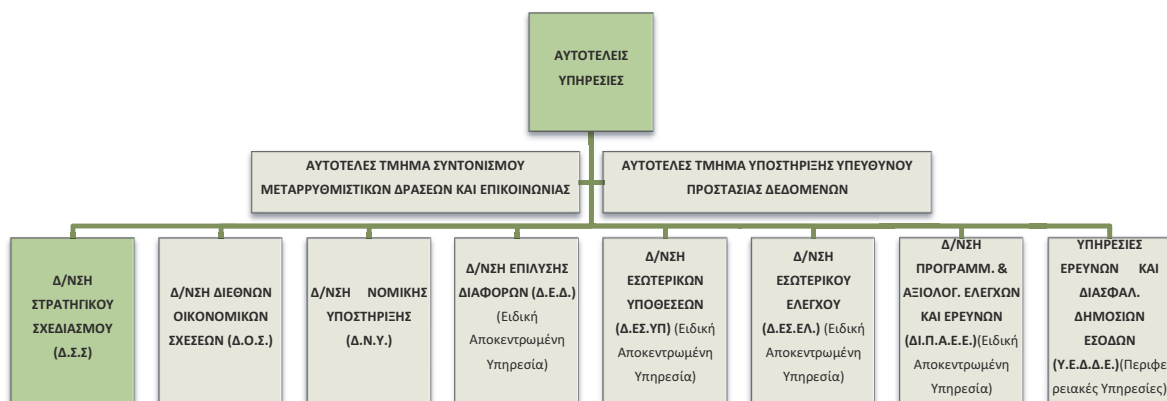 ΑΥΤΟΤΕΛΕΙΣ
ΥΠΗΡΕΣΙΕΣ
ΑΥΤΟΤΕΛΕΣ ΤΜΗΜΑ ΣΥΝΤΟΝΙΣΜΟΥ
ΜΕΤΑΡΡΥΘΜΙΣΤΙΚΩΝ ΔΡΑΣΕΩΝ ΚΑΙ ΕΠΙΚΟΙΝΩΝΙΑΣ
ΑΥΤΟΤΕΛΕΣ ΤΜΗΜΑ ΥΠΟΣΤΗΡΙΞΗΣ ΥΠΕΥΘΥΝΟΥ
ΠΡΟΣΤΑΣΙΑΣ ΔΕΔΟΜΕΝΩΝ
Δ/ΝΣΗ
ΣΤΡΑΤΗΓΙΚΟΥ
ΣΧΕΔΙΑΣΜΟΥ
(Δ.Σ.Σ)
Δ/ΝΣΗ ΔΙΕΘΝΩΝ
ΟΙΚΟΝΟΜΙΚΩΝ
ΣΧΕΣΕΩΝ (Δ.Ο.Σ.)
Δ/ΝΣΗ ΝΟΜΙΚΗΣ
ΥΠΟΣΤΗΡΙΞΗΣ
(Δ.Ν.Υ.)
Δ/ΝΣΗ ΕΠΙΛΥΣΗΣ
ΔΙΑΦΟΡΩΝ (Δ.Ε.Δ.)
(Ειδική
Αποκεντρωμένη
Υπηρεσία)
Δ/ΝΣΗ
ΕΣΩΤΕΡΙΚΩΝ
ΥΠΟΘΕΣΕΩΝ
(Δ.ΕΣ.ΥΠ) (Ειδική
Αποκεντρωμένη
Υπηρεσία)
Δ/ΝΣΗ
ΕΣΩΤΕΡΙΚΟΥ
ΕΛΕΓΧΟΥ
(Δ.ΕΣ.ΕΛ.) (Ειδική
Αποκεντρωμένη
Υπηρεσία)
Δ/ΝΣΗ
ΠΡΟΓΡΑΜΜ. &
ΑΞΙΟΛΟΓ. ΕΛΕΓΧΩΝ
ΚΑΙ ΕΡΕΥΝΩΝ
(ΔΙ.Π.Α.Ε.Ε.)(Ειδική
Αποκεντρωμένη
Υπηρεσία)
ΥΠΗΡΕΣΙΕΣ
ΕΡΕΥΝΩΝ ΚΑΙ
ΔΙΑΣΦΑΛ.
ΔΗΜΟΣΙΩΝ
ΕΣΟΔΩΝ
(Υ.Ε.Δ.Δ.Ε.)(Περιφε
ρειακές Υπηρεσίες)